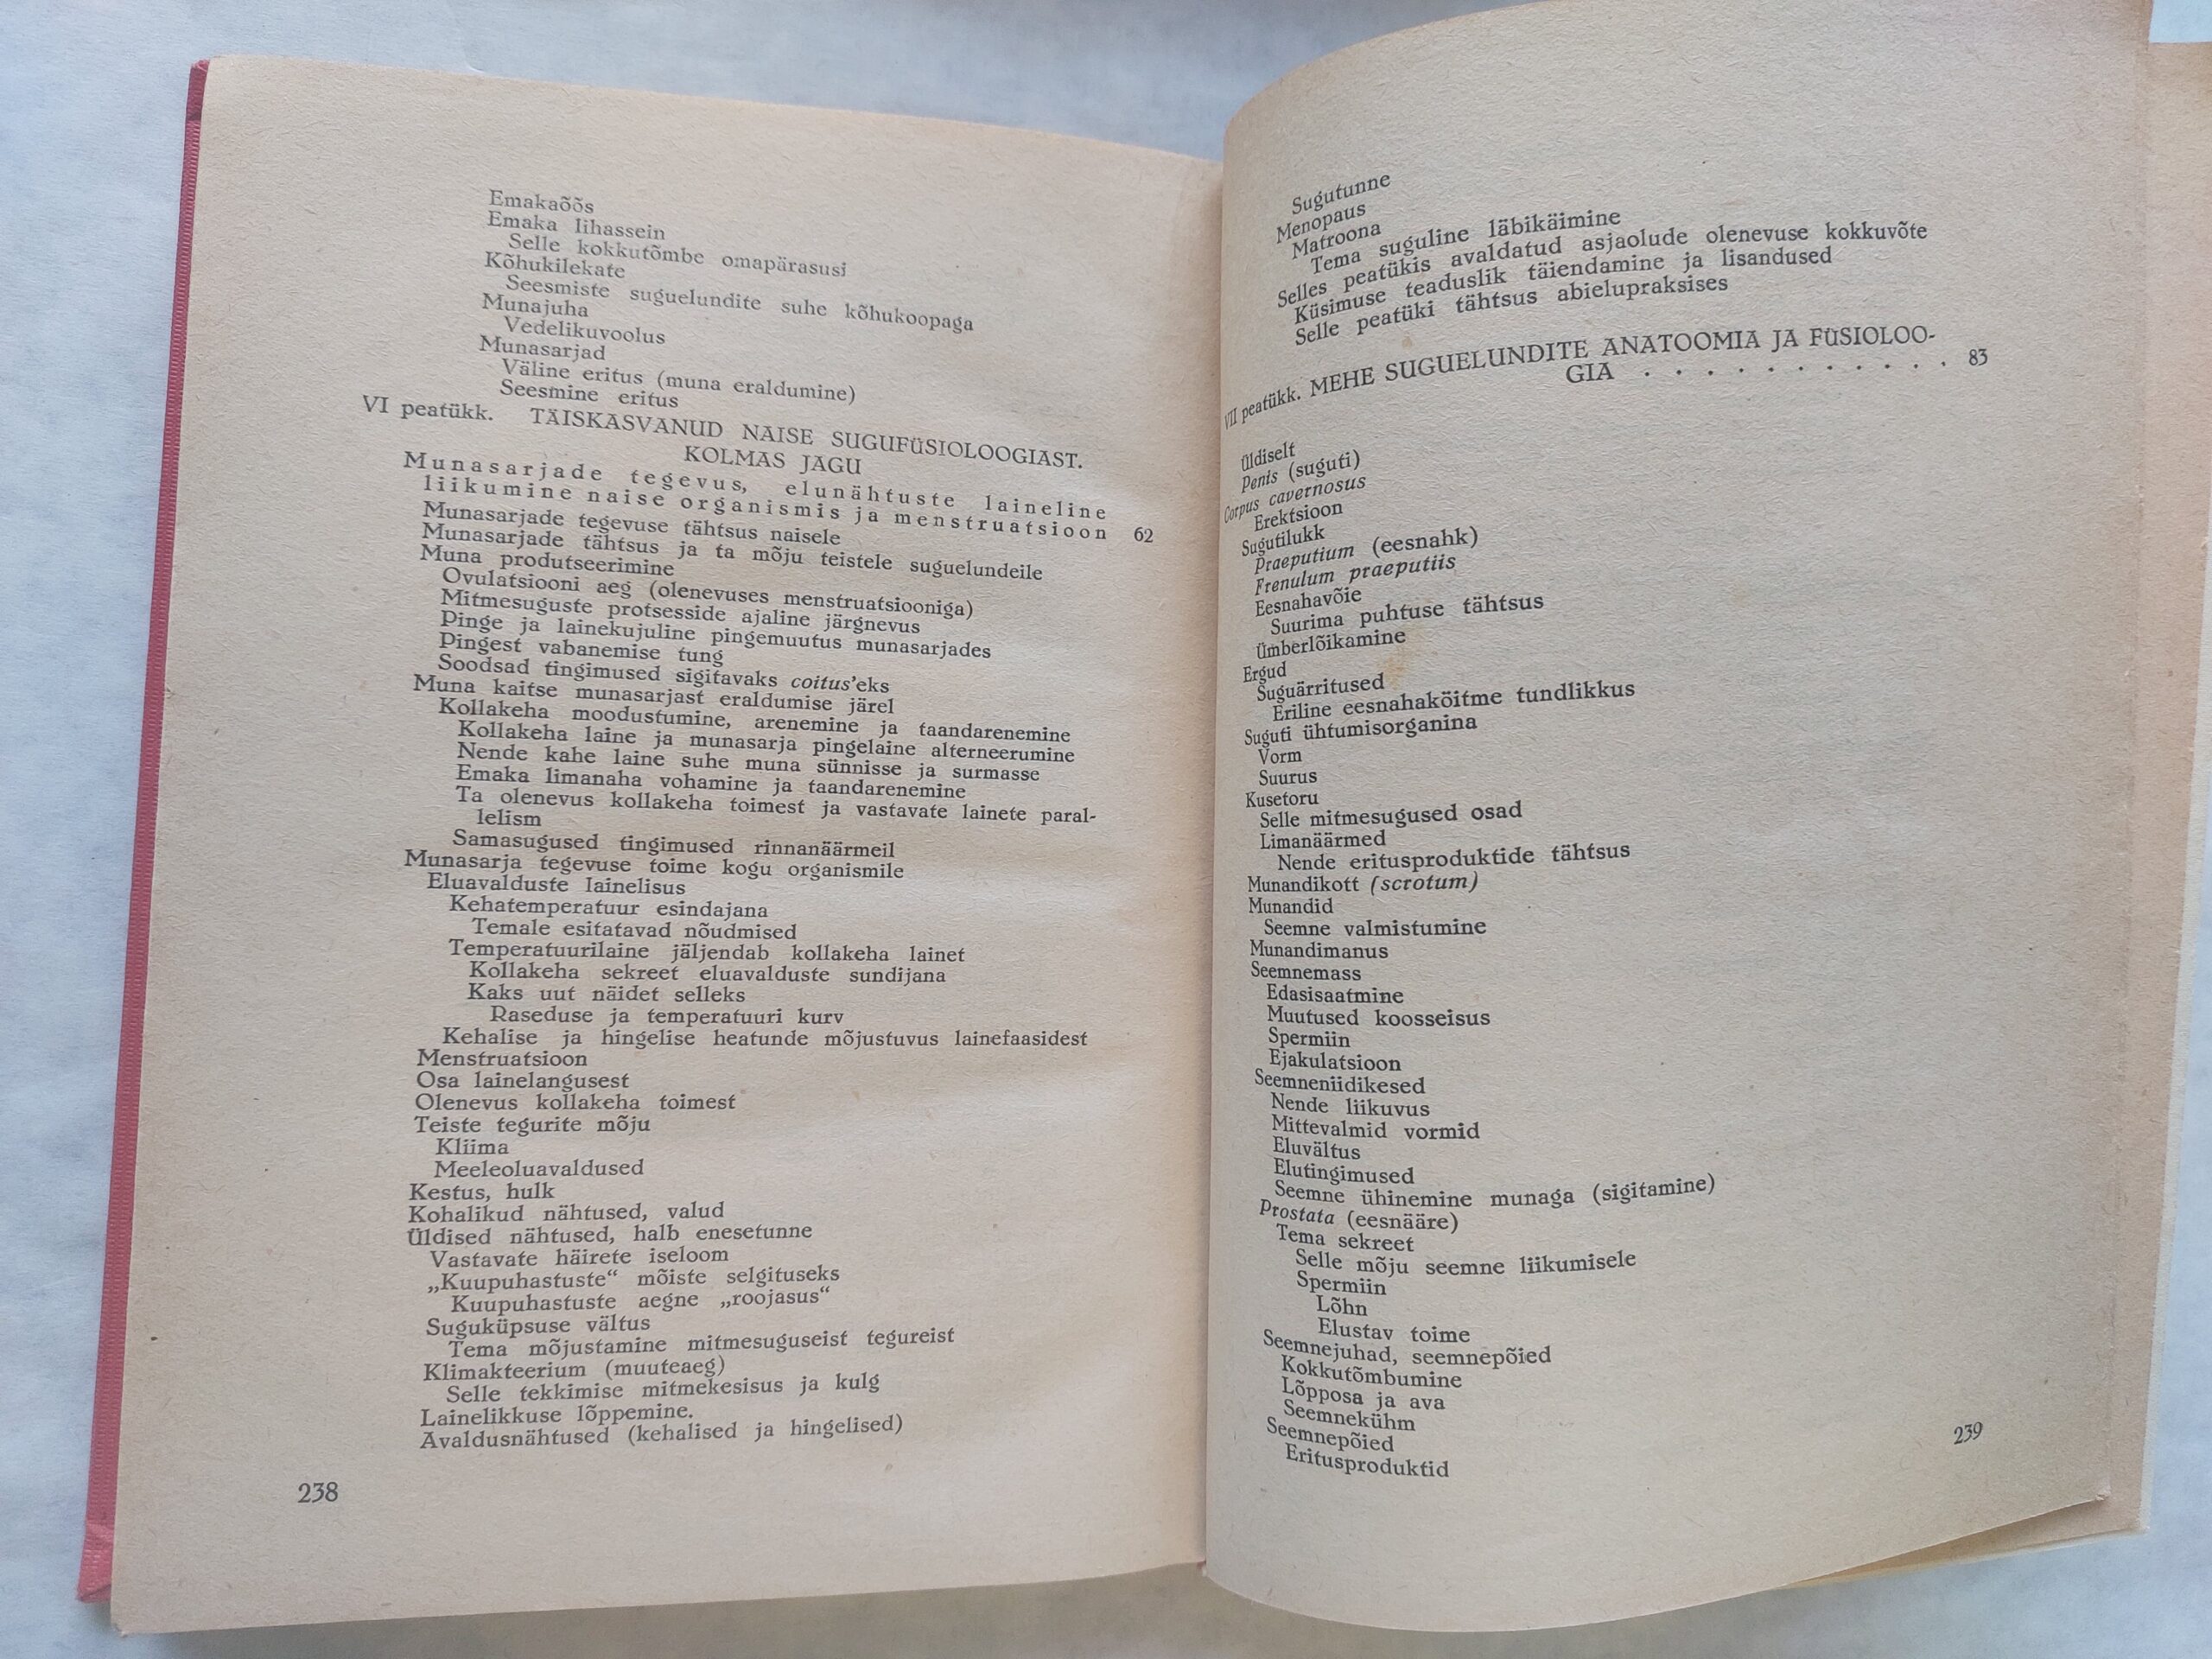 Emakaõõs
Emaka lihassein
Selle kokkutõmbe omapärasusi
Kõhukilekate
Seesmiste suguelundite suhe kõhukoopaga
Munajuha
Vedelikuvoolus
Munasarjad
Väline eritus (muna eraldumine)
Seesmine eritus
VI peatükk. TÄISKASVANUD NAISE SUGUFÜSIOLOOGIAST.
KOLMAS JAGU
Munasarjade tegevus, elunähtuste laineline
liikumine naise organismis ja menstruatsioon 62
Munasarjade tegevuse tähtsus naisele
Munasarjade tähtsus ja ta mõju teistele suguelundeile
Muna produtseerimine
Ovulatsiooni aeg (olenevuses menstruatsiooniga)
Mitmesuguste protsesside ajaline järgnevus
Pinge ja lainekujuline pingemuutus munasarjades
Pingest vabanemise tung
Soodsad tingimused sigitavaks coitus'eks
Muna kaitse munasarjast eraldumise järel
Kollakeha moodustumine, arenemine ja taandarenemine
Kollakeha laine ja munasarja pingelaine alterneerumine
Nende kahe laine suhe muna sünnisse ja surmasse
Emaka limanaha vohamine ja taandarenemine
Ta olenevus kollakeha toimest ja vastavate lainete paral-
lelism
Samasugused tingimused rinnanäärmeil
Munasarja tegevuse toime kogu organismile
Eluavalduste lainelisus
Kehatemperatuur esindajana
Temale esitatavad nõudmised
Temperatuurilaine jäljendab kollakeha lainet
Kollakeha sekreet eluavalduste sundijana
Kaks uut näidet selleks
Raseduse ja temperatuuri kurv
Kehalise ja hingelise heatunde mõjustuvus lainefaasidest
Menstruatsioon
Osa lainelangusest
Olenevus kollakeha toimest
Teiste tegurite mõju
Kliima
Meeleoluavaldused
Kestus, hulk
Kohalikud nähtused, valud
Üldised nähtused, halb enesetunne
Vastavate häirete iseloom
„Kuupuhastuste“ mõiste selgituseks
Kuupuhastuste aegne „roojasus“
Suguküpsuse vältus
Tema mõjustamine mitmesuguseist tegureist
Klimakteerium (muuteaeg)
Selle tekkimise mitmekesisus ja kulg
Lainelikkuse lõppemine.
Avaldusnähtused (kehalised ja hingelised)
238
Sugutunne
Menopaus
Matroona
Tema suguline läbikäimine
Selles peatükis avaldatud asjaolude olenevuse kokkuvõte
Küsimuse teaduslik täiendamine ja lisandused
Selle peatüki tähtsus abielupraksises
VII peatükk. MEHE SUGUELUNDITE ANATOOMIA JA FÜSIOLOO-
GIA . . . . . . . . . . . 83
Üldiselt
Penis (suguti)
Corpus cavernosus
Erektsioon
Sugutilukk
Praeputium (eesnahk)
Frenulum praeputiis
Eesnahavõie
Suurima puhtuse tähtsus
Ümberlõikamine
Ergud
Suguärritused
Eriline eesnahaköitme tundlikkus
Suguti ühtumisorganina
Vorm
Suurus
Kusetoru
Selle mitmesugused osad
Limanäärmed
Nende eritusproduktide tähtsus
Munandikott (scrotum)
Munandid
Seemne valmistumine
Munandimanus
Seemnemass
Edasisaatmine
Muutused koosseisus
Spermiin
Ejakulatsioon
Seemneniidikesed
Nende liikuvus
Mittevalmid vormid
Eluvältus
Elutingimused
Seemne ühinemine munaga (sigitamine)
Prostata (eesnääre)
Tema sekreet
Selle mõju seemne liikumisele
Spermiin
Lõhn
Elustav toime
Seemnejuhad, seemnepõied
Kokkutõmbumine
Lõpposa ja ava
Seemnekühm
Seemnepõied
Eritusproduktid
239